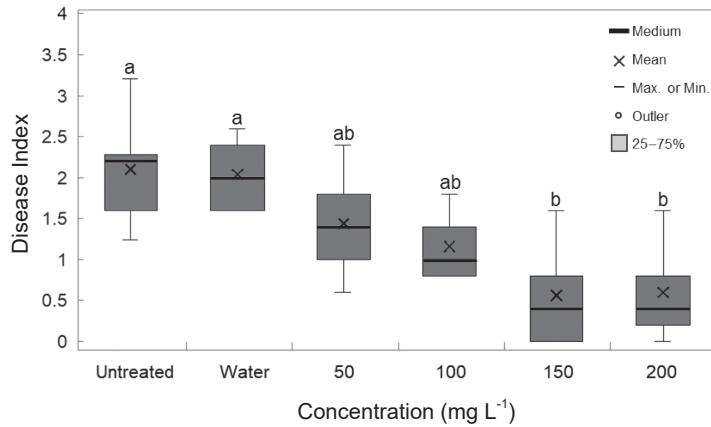 4
3.5
3
2.5
2
1.5
1
0.5
0
Disease Index
a
a
ab
ab
b
b
Medium
Mean
Max. or Min.
Outler
25–75%
Untreated
Water
50
100
150
200
Concentration (mg L⁻¹)